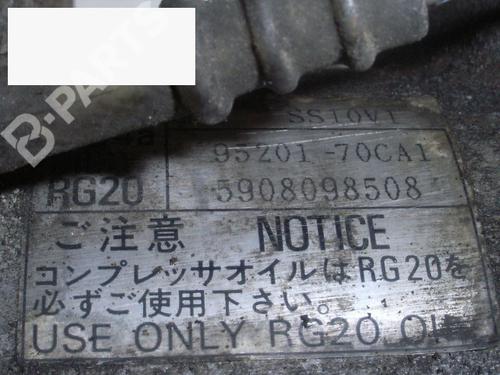 B-PARTS
SS10V1
95201-70CA1
RG20 5908098508
ご注意 NOTICE
コンプレッサオイルはRG20を
必ずご使用下さい。
USE ONLY RG20